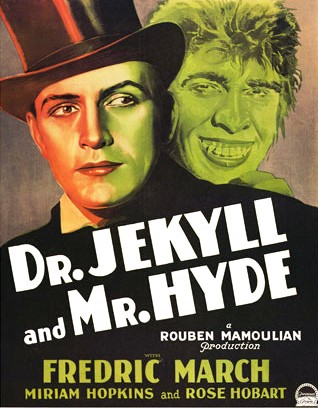 DR. JEKYLL
and MR. HYDE
a
ROUBEN MAMOULIAN
Production
WITH
FREDRIC MARCH
MIRIAM HOPKINS AND ROSE HOBART